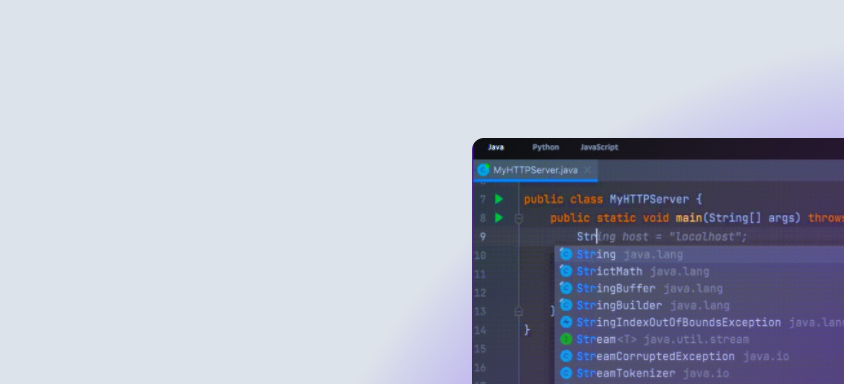 Java Python JavaScript
MyHTTPServer.java
7 public class MyHTTPServer {
8 public static void main(String[] args) throws
9 String host = "localhost";
10 String java.lang
11 StrictMath java.lang
12 StringBuffer java.lang
StringBuilder java.lang
13 }
StringIndexOutOfBoundsException java.lang
14 }
15 Stream<T> java.util.stream
StreamCorruptedException java.io
16 StreamTokenizer java.io